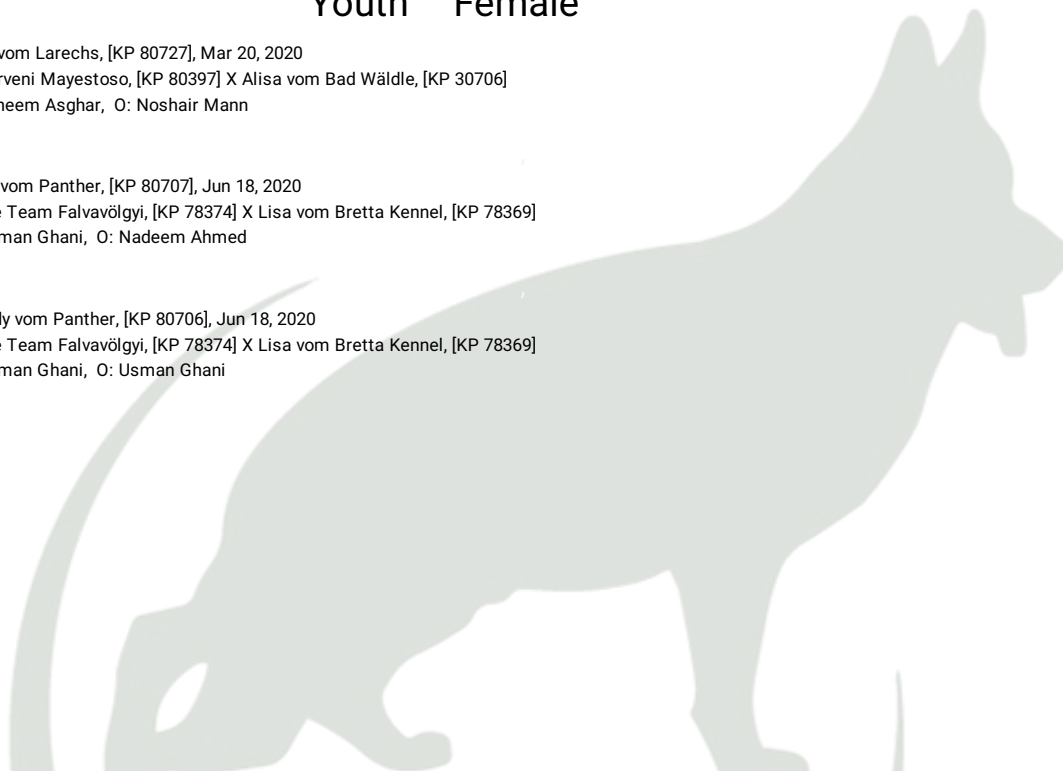 Youth Female
vom Larechs, [KP 80727], Mar 20, 2020
rveni Mayestoso, [KP 80397] X Alisa vom Bad Wäldle, [KP 30706]
heem Asghar, O: Noshair Mann
vom Panther, [KP 80707], Jun 18, 2020
e Team Falvavölgyi, [KP 78374] X Lisa vom Bretta Kennel, [KP 78369]
man Ghani, O: Nadeem Ahmed
ly vom Panther, [KP 80706], Jun 18, 2020
e Team Falvavölgyi, [KP 78374] X Lisa vom Bretta Kennel, [KP 78369]
man Ghani, O: Usman Ghani